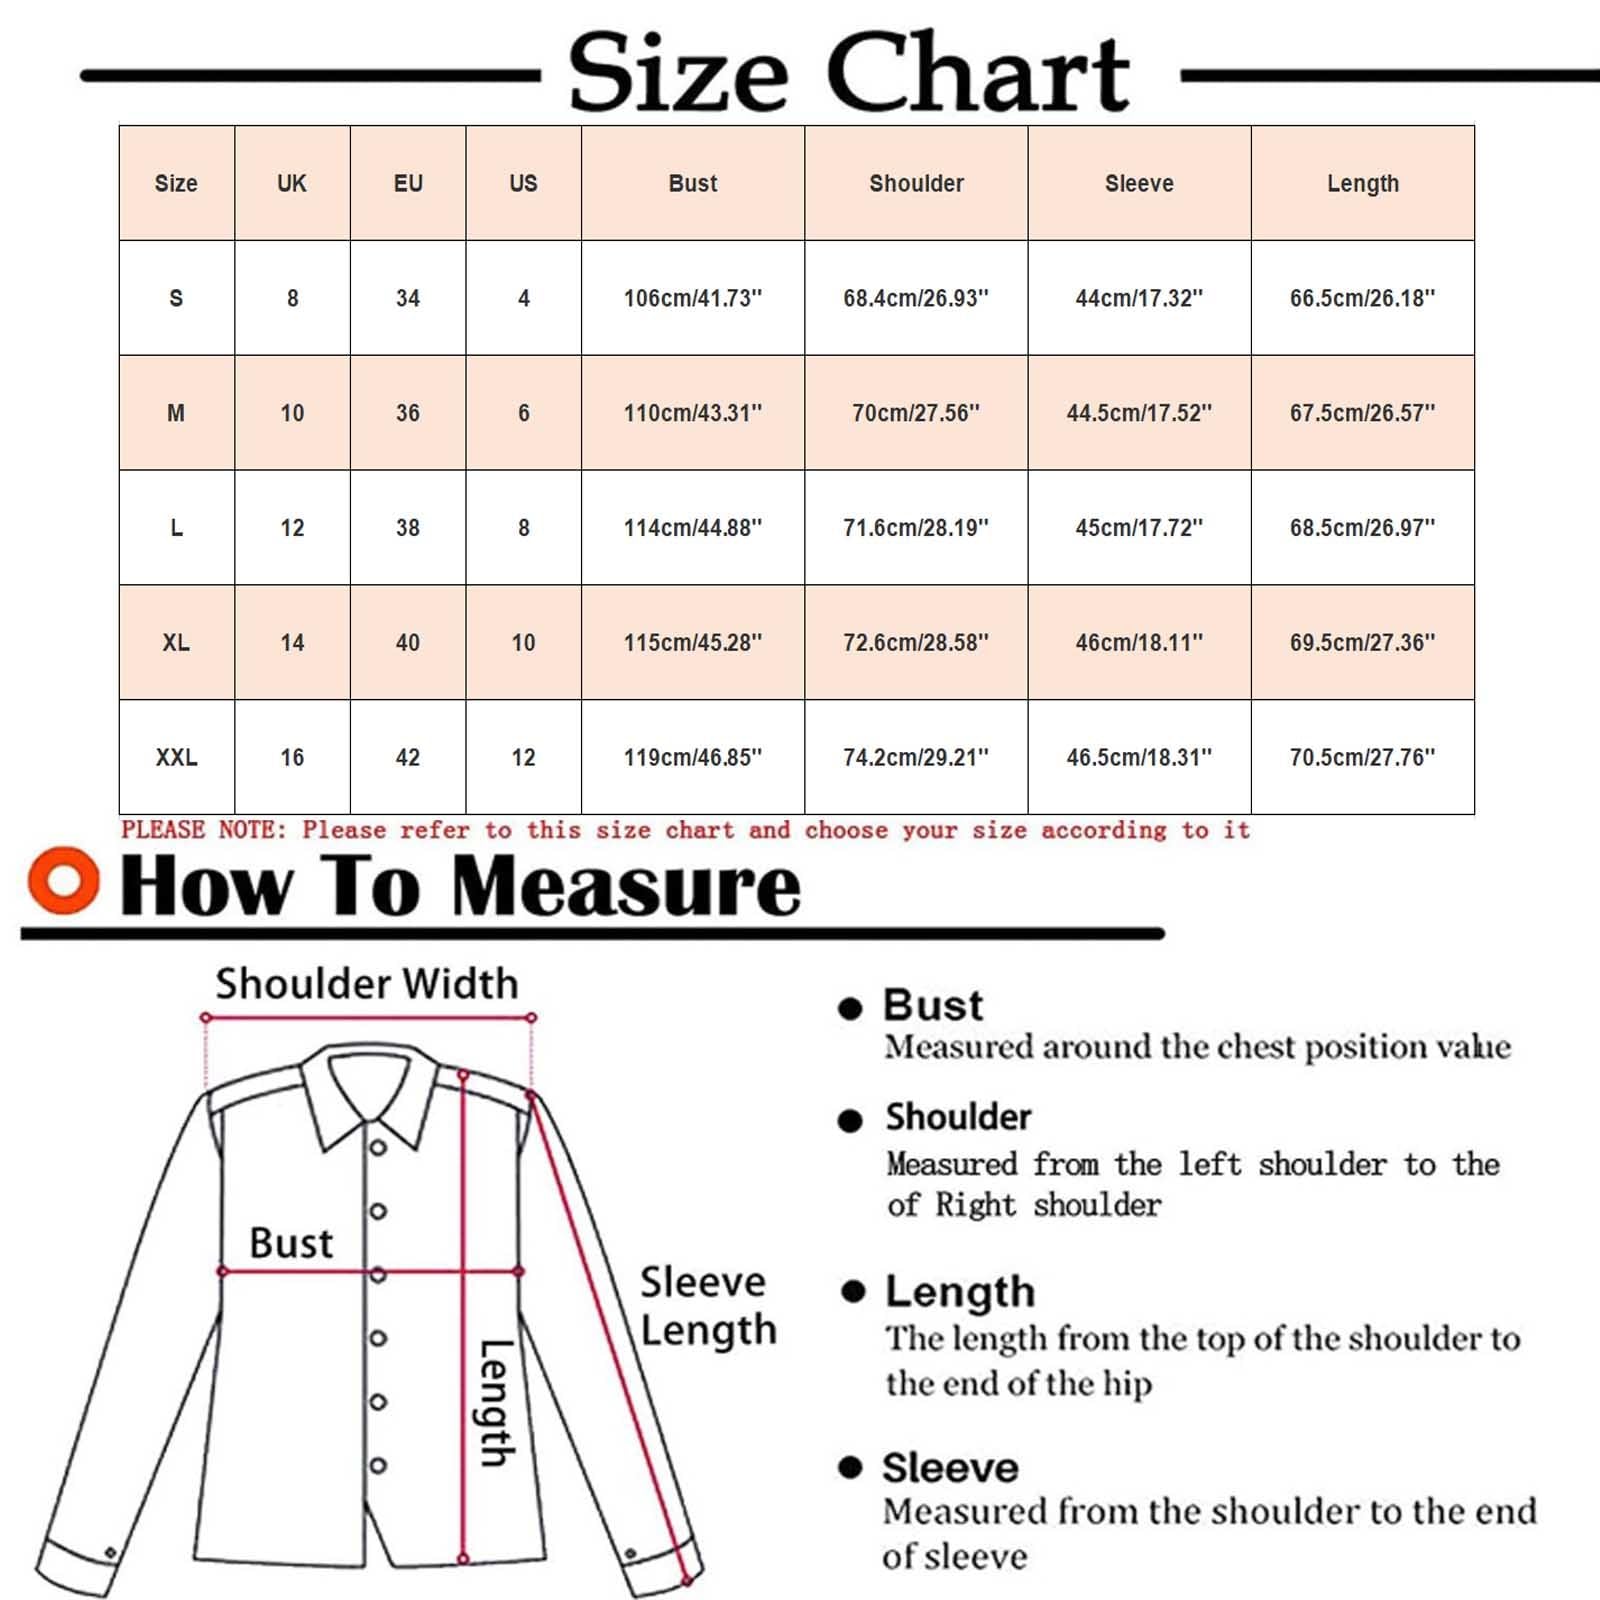 Size Chart
Size UK EU US Bust Shoulder Sleeve Length
S 8 34 4 106cm/41.73'' 68.4cm/26.93'' 44cm/17.32'' 66.5cm/26.18''
M 10 36 6 110cm/43.31'' 70cm/27.56'' 44.5cm/17.52'' 67.5cm/26.57''
L 12 38 8 114cm/44.88'' 71.6cm/28.19'' 45cm/17.72'' 68.5cm/26.97''
XL 14 40 10 115cm/45.28'' 72.6cm/28.58'' 46cm/18.11'' 69.5cm/27.36''
XXL 16 42 12 119cm/46.85'' 74.2cm/29.21'' 46.5cm/18.31'' 70.5cm/27.76''
PLEASE NOTE: Please refer to this size chart and choose your size according to it
How To Measure
Shoulder Width
Bust
Length
Sleeve
Length
Bust
Measured around the chest position value
Shoulder
Measured from the left shoulder to the
of Right shoulder
Length
The length from the top of the shoulder to
the end of the hip
Sleeve
Measured from the shoulder to the end
of sleeve